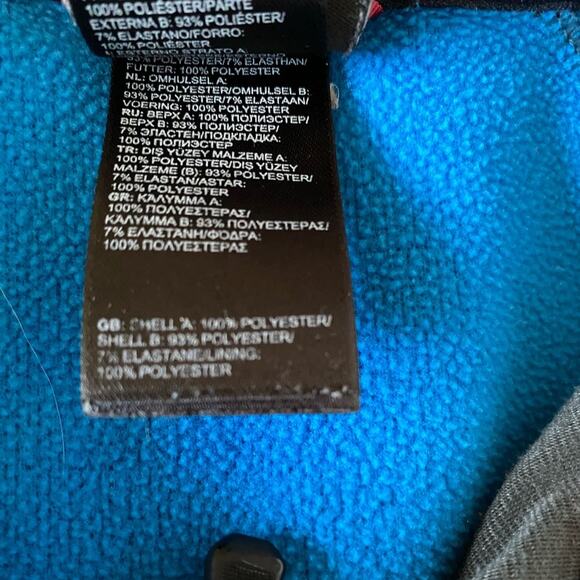 100% POLIÉSTER/PARTE
EXTERNA B: 93% POLIÉSTER/
7% ELASTANO/FORRO:
100% POLIÉSTER
ESTERNO STRATO A:
93% POLYESTER/7% ELASTHAN/
FUTTER: 100% POLYESTER
NL: OMHULSEL A:
100% POLYESTER/OMHULSEL B:
93% POLYESTER/7% ELASTAAN/
VOERING: 100% POLYESTER
RU: ВЕРХ A: 100% ПОЛИЭСТЕР/
ВЕРХ B: 93% ПОЛИЭСТЕР/
7% ЭЛАСТЕН/ПОДКЛАДКА:
100% ПОЛИЭСТЕР
TR: DIŞ YÜZEY MALZEME A:
100% POLYESTER/DIŞ YÜZEY
MALZEME (B): 93% POLYESTER/
7% ELASTAN/ASTAR:
100% POLYESTER
GR: ΚΑΛΥΜΜΑ A:
100% ΠΟΛΥΕΣΤΕΡΑΣ/
ΚΑΛΥΜΜΑ B: 93% ΠΟΛΥΕΣΤΕΡΑΣ/
7% ΕΛΑΣΤΑΝΗ/ΦΟΔΡΑ:
100% ΠΟΛΥΕΣΤΕΡΑΣ
GB: SHELL A: 100% POLYESTER/
SHELL B: 93% POLYESTER/
7% ELASTANE/LINING:
100% POLYESTER